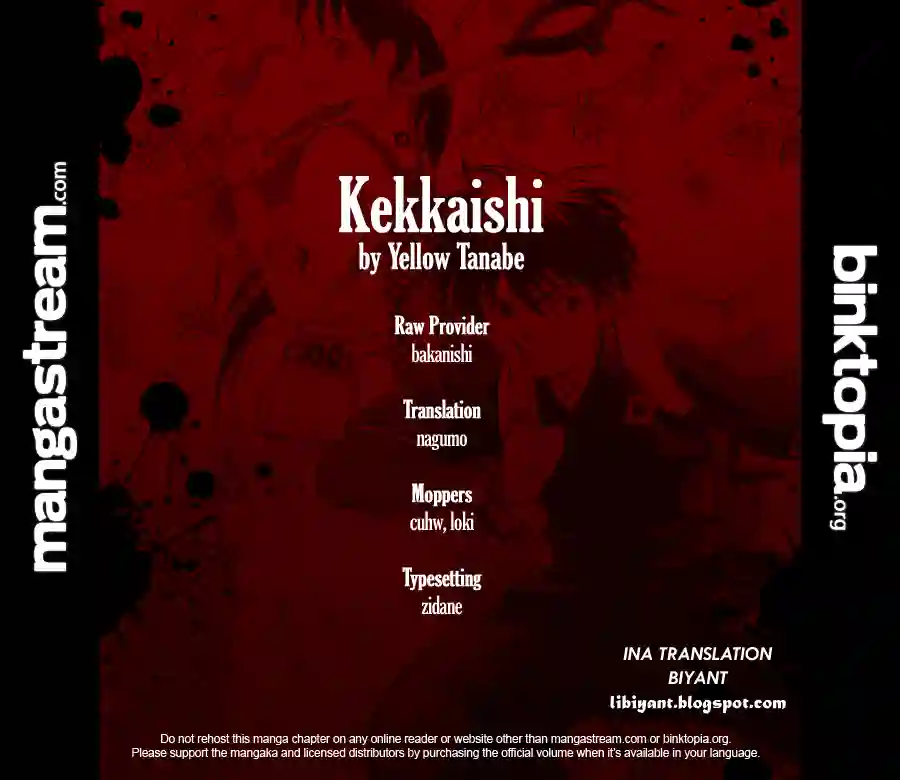 Kekkaishi
by Yellow Tanabe
Raw Provider
bakanishi
Translation
nagumo
Moppers
cuhw, loki
Typesetting
zidane
mangastream.com
binktopia.org
INA TRANSLATION
BIYANT
libiyant.blogspot.com
Do not rehost this manga chapter on any online reader or website other than mangastream.com or binktopia.org.
Please support the mangaka and licensed distributors by purchasing the official volume when it's available in your language.